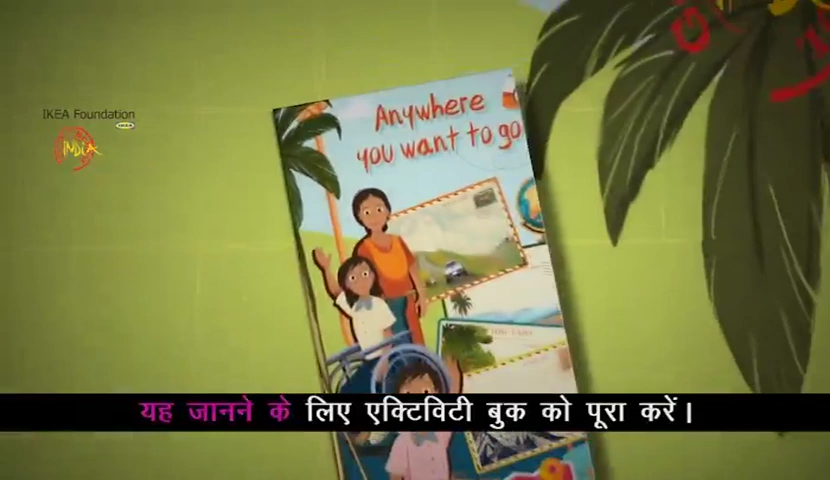 IKEA Foundation
INDIA
Anywhere
you want to go
यह जानने के लिए एक्टिविटी बुक को पूरा करें।